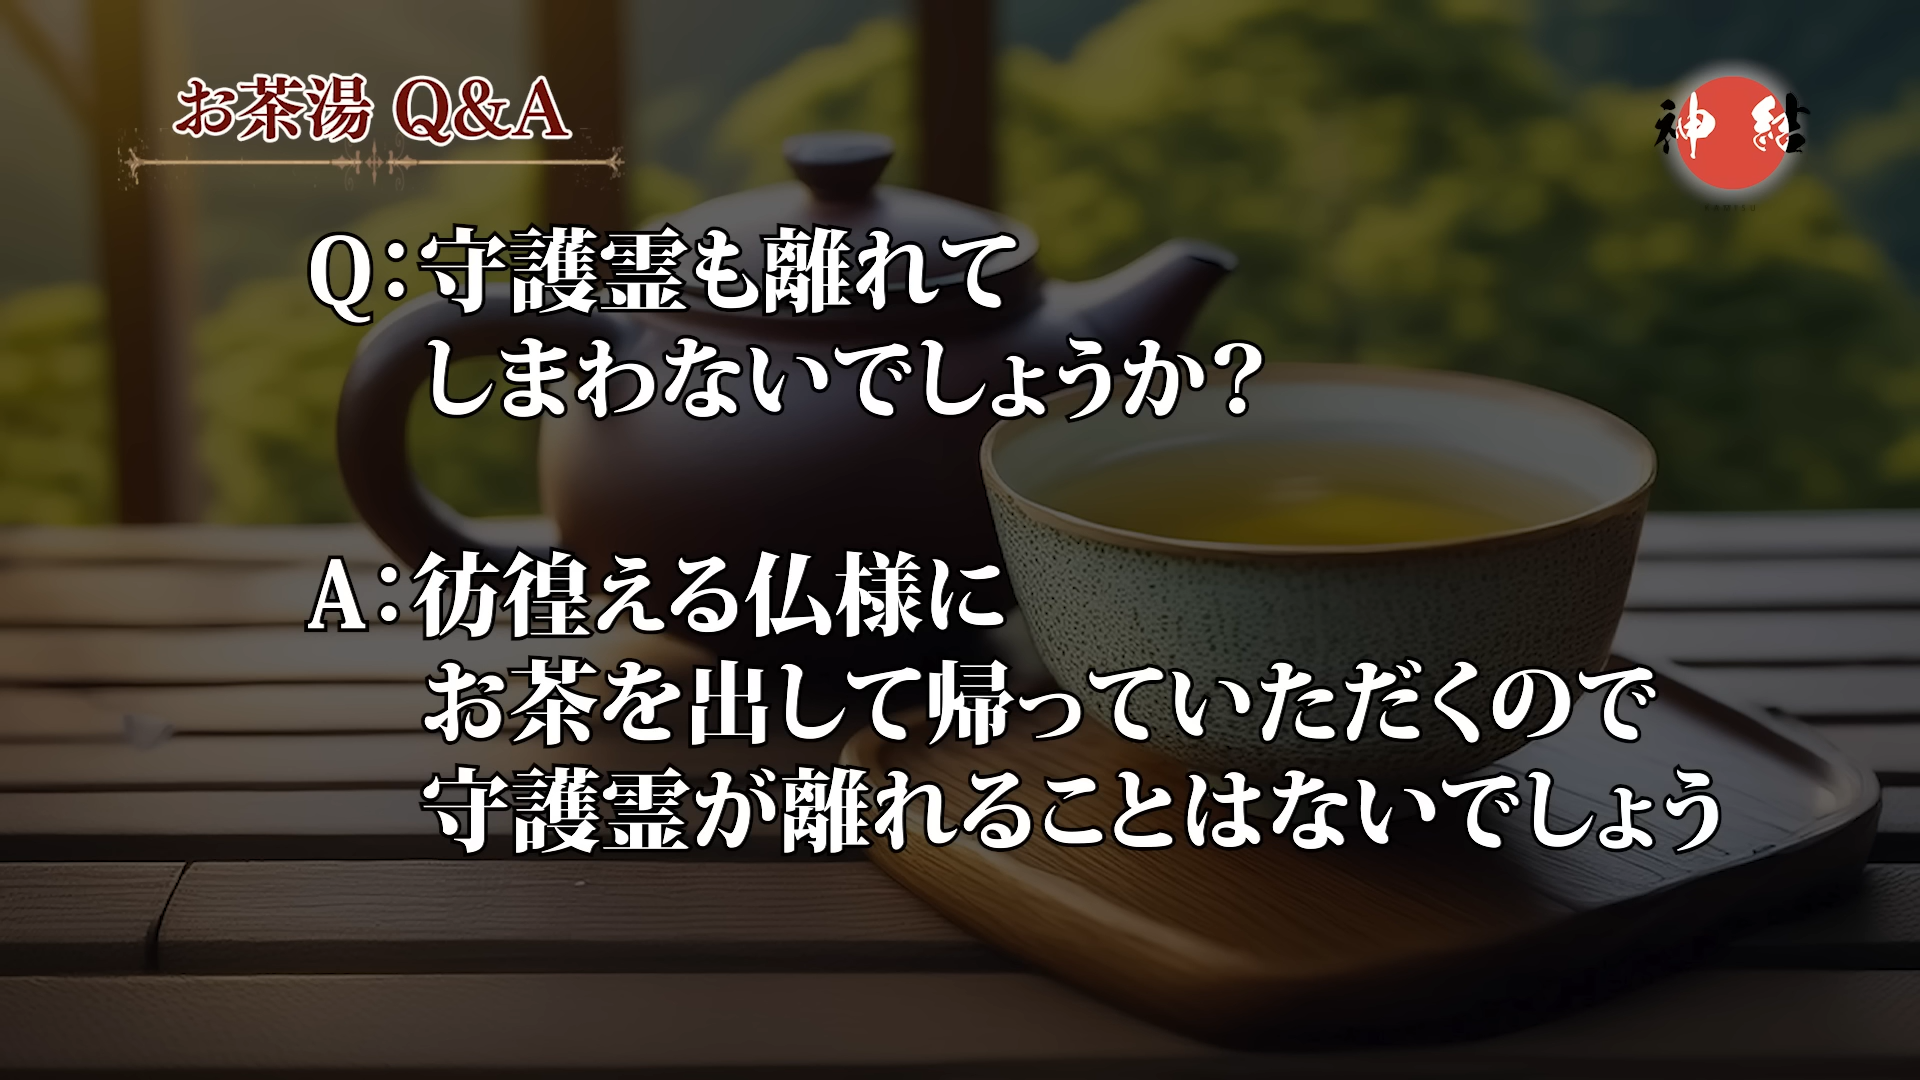 お茶湯 Q&A
神結
Q：守護霊も離れて
しまわないでしょうか？
A：彷徨える仏様に
お茶を出して帰っていただくので
守護霊が離れることはないでしょう